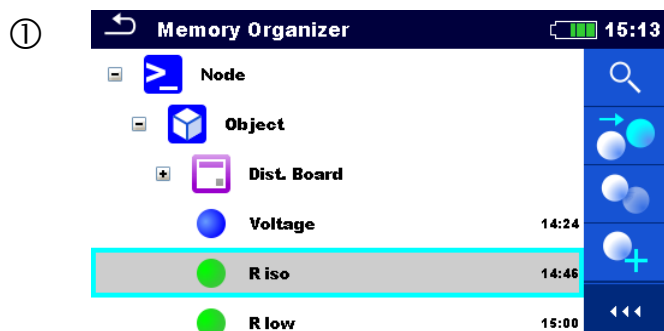 ①
Memory Organizer 15:13
Node
Object
Dist. Board
Voltage 14:24
R iso 14:46
R low 15:00